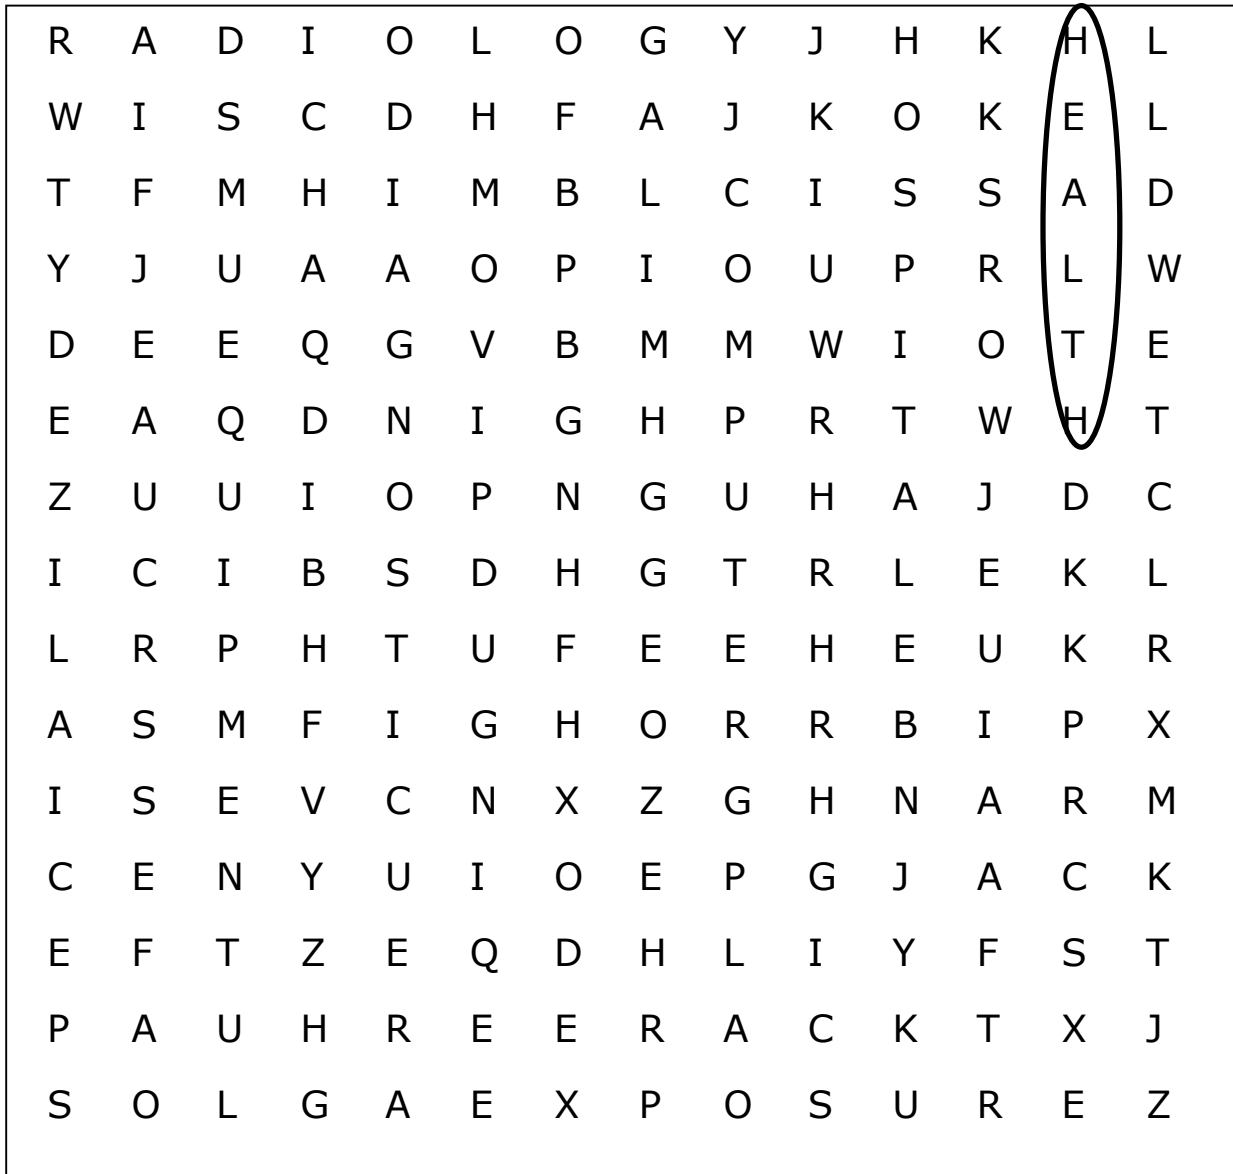 R A D I O L O G Y J H K H L
W I S C D H F A J K O K E L
T F M H I M B L C I S S A D
Y J U A A O P I O U P R L W
D E E Q G V B M M W I O T E
E A Q D N I G H P R T W H T
Z U U I O P N G U H A J D C
I C I B S D H G T R L E K L
L R P H T U F E E H E U K R
A S M F I G H O R R B I P X
I S E V C N X Z G H N A R M
C E N Y U I O E P G J A C K
E F T Z E Q D H L I Y F S T
P A U H R E E R A C K T X J
S O L G A E X P O S U R E Z